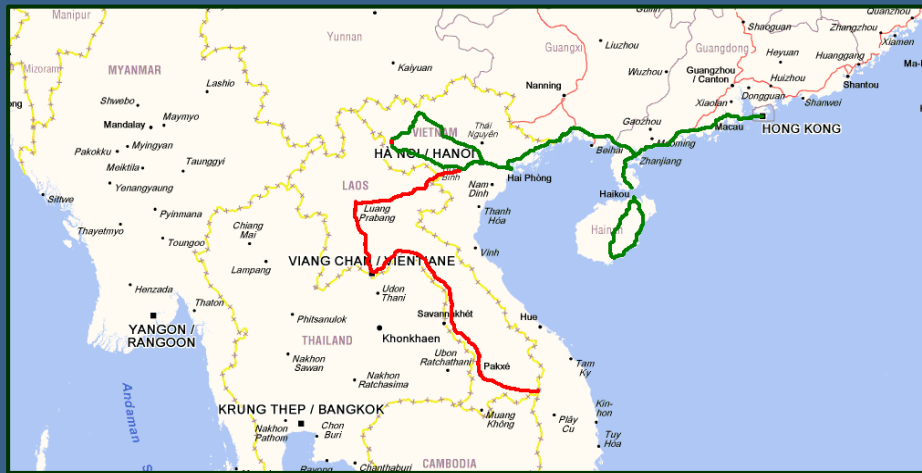 Manipur
Yunnan
Shaoguan
Quanzhou
Zhangzhou
Xiamen
Mizoram
MYANMAR
Lashio
Kaiyuan
Guangxi
Liuzhou
Guangdong
Heyuan
Huanggang
Wuzhou
Guangzhou
/ Canton
Huizhou
Shantou
Shwebo
Maymyo
Nanning
Dongguan
Xiaolan
Shanwei
Mandalay
Myingyan
VIETNAM
Thái
Nguyên
Gaozhou
Macau
HONG KONG
Pakokku
Meiktila
Taunggyi
HÀ NỘI / HANOI
Beihai
Maoming
Zhanjiang
Yenangyaung
LAOS
Nam
Dinh
Hai Phòng
Haikou
Sittwe
Pyinmana
Luang
Prabang
Thanh
Hóa
Thayetmyo
Toungoo
Chiang
Mai
Hainan
Lampang
VIANG CHAN / VIENTIANE
Vinh
Henzada
Thaton
Udon
Thani
YANGON /
RANGOON
Phitsanulok
Savannakhét
Hue
THAILAND
Khonkhaen
Nakhon
Sawan
Ubon
Ratchathani
Pakxé
Tam
Ky
Nakhon
Ratchasima
Andaman
KRUNG THEP / BANGKOK
Muang
Không
Plây
Cu
Kin-
hon
Nakhon
Pathom
Chon
Buri
Tuy
Hòa
Rayong
Chanthaburi
CAMBODIA